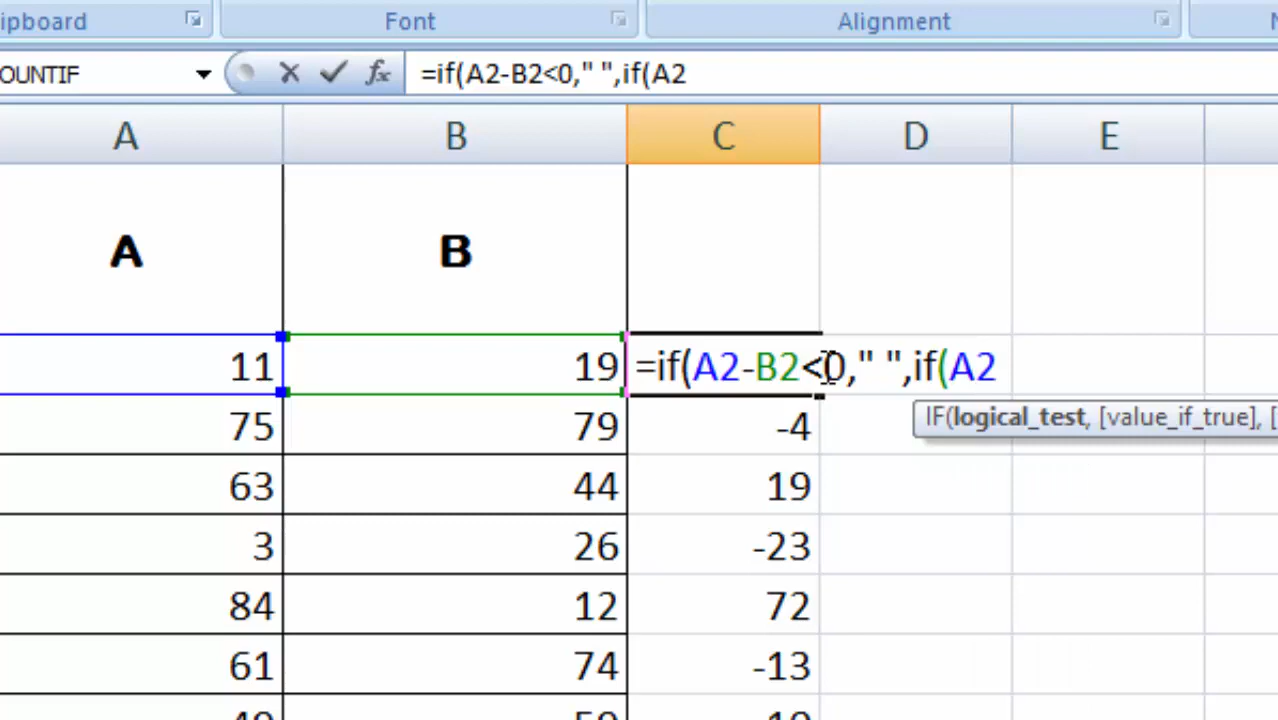 ipboard Font Alignment
OUNTIF fx =if(A2-B2<0," ",if(A2
A B C D E
A B
11 19 =if(A2-B2<0," ",if(A2
IF(logical_test, [value_if_true], [
75 79 -4
63 44 19
3 26 -23
84 12 72
61 74 -13